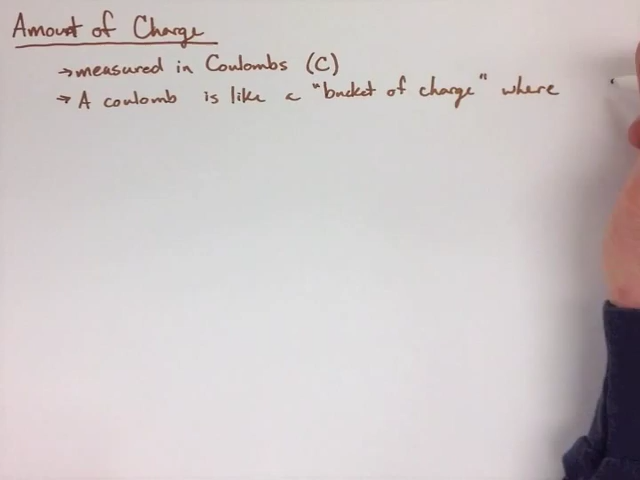 Amount of Charge
→ measured in Coulombs (C)
→ A coulomb is like a "bucket of charge" where